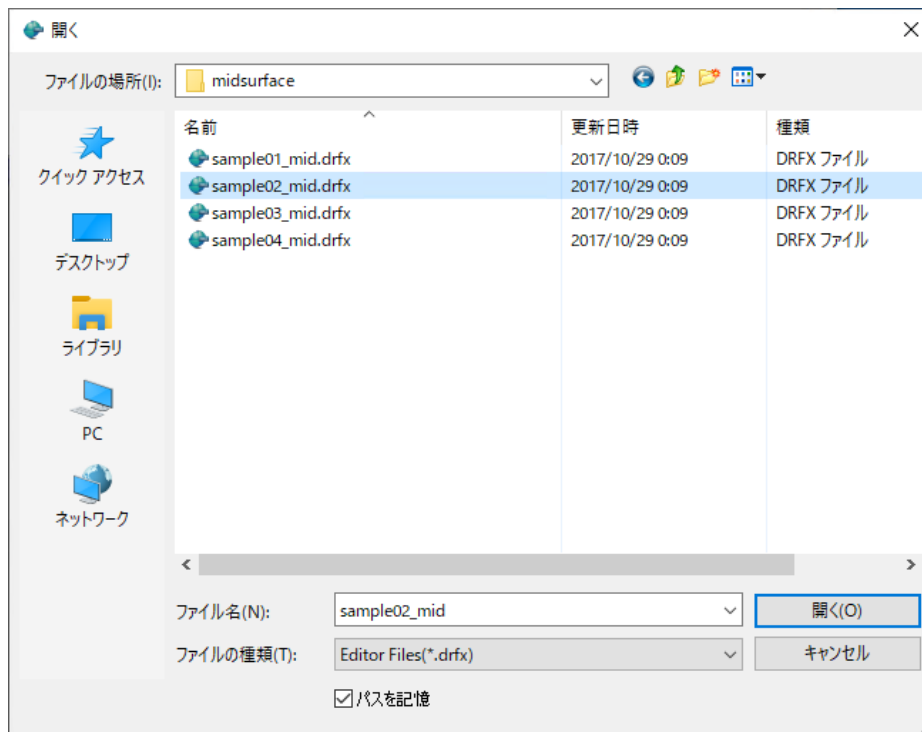 開く
ファイルの場所(I): midsurface
クイック アクセス
デスクトップ
ライブラリ
PC
ネットワーク
名前 更新日時 種類
sample01_mid.drfx 2017/10/29 0:09 DRFX ファイル
sample02_mid.drfx 2017/10/29 0:09 DRFX ファイル
sample03_mid.drfx 2017/10/29 0:09 DRFX ファイル
sample04_mid.drfx 2017/10/29 0:09 DRFX ファイル
ファイル名(N): sample02_mid 開く(O)
ファイルの種類(T): Editor Files(*.drfx) キャンセル
パスを記憶